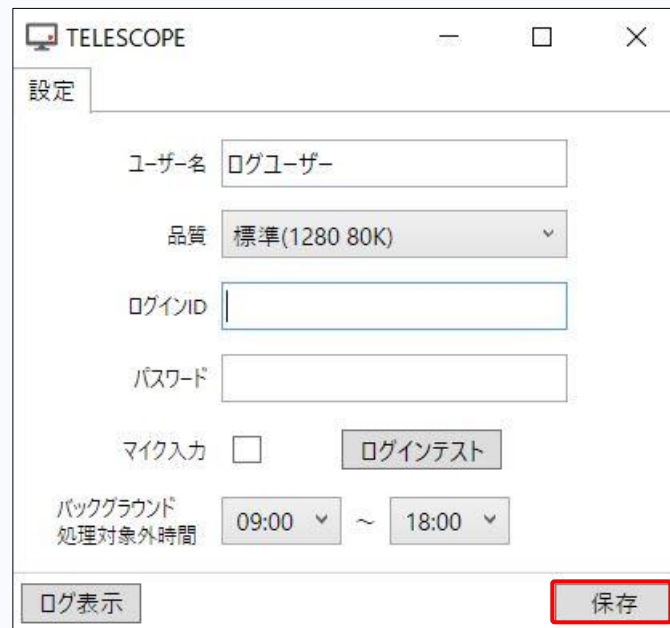 TELESCOPE
設定
ユーザー名 ログユーザー
品質 標準(1280 80K)
ログインID
パスワード
マイク入力 ログインテスト
バックグラウンド
処理対象外時間 09:00 ～ 18:00
ログ表示 保存